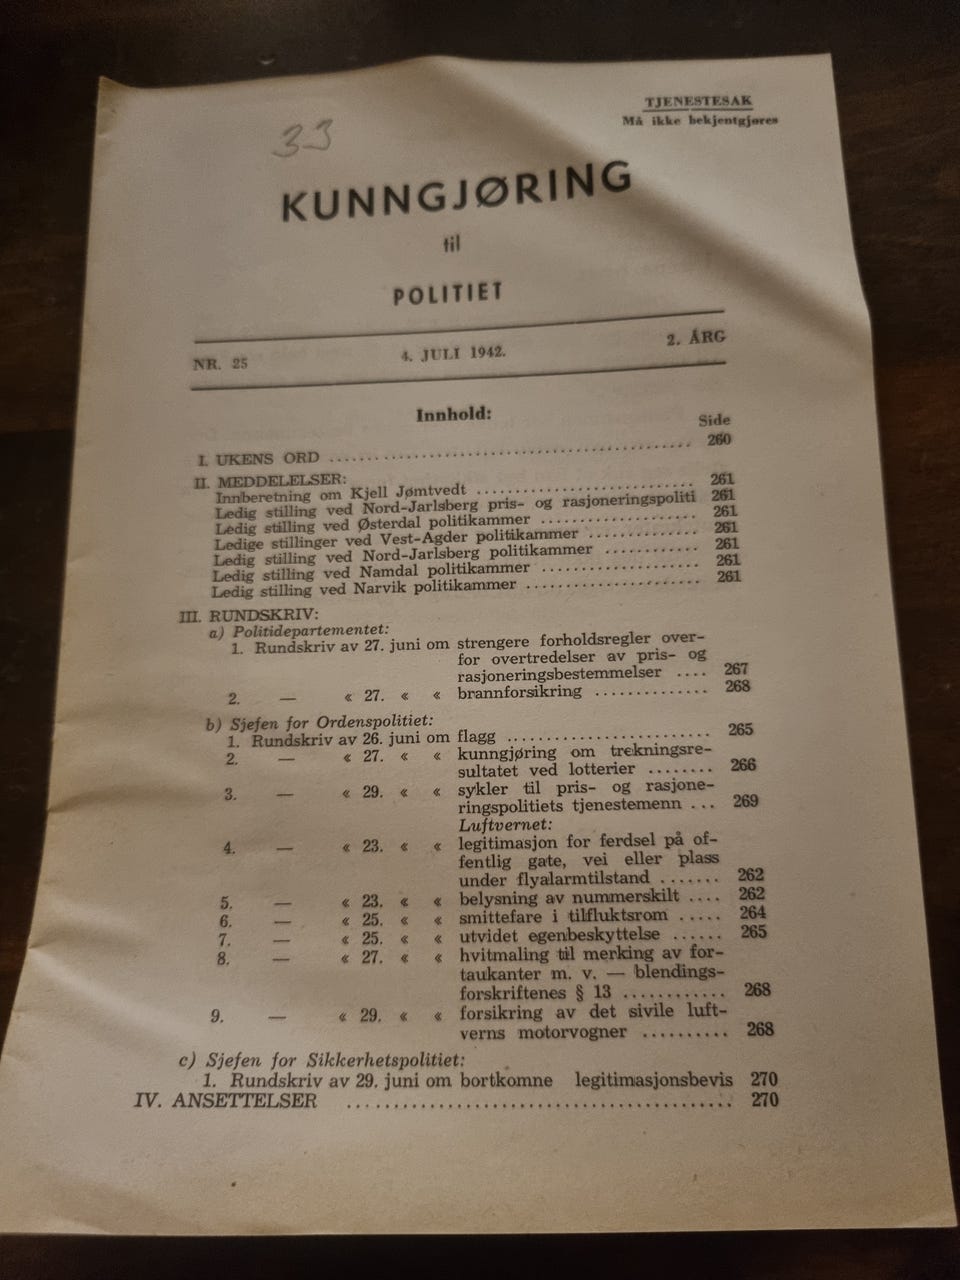 TJENESTESAK
Må ikke bekjentgjøres
33
KUNNGJØRING
til
POLITIET
NR. 25 4. JULI 1942. 2. ÅRG
Innhold:
Side
I. UKENS ORD .......... 260
II. MEDDELELSER:
Innberetning om Kjell Jømtvedt .......... 261
Ledig stilling ved Nord-Jarlsberg pris- og rasjoneringspoliti 261
Ledig stilling ved Østerdal politikammer .......... 261
Ledige stillinger ved Vest-Agder politikammer .......... 261
Ledig stilling ved Nord-Jarlsberg politikammer .......... 261
Ledig stilling ved Namdal politikammer .......... 261
Ledig stilling ved Narvik politikammer .......... 261
III. RUNDSKRIV:
a) Politidepartementet:
1. Rundskriv av 27. juni om strengere forholdsregler over-
for overtredelser av pris- og
rasjoneringsbestemmelser .... 267
2. — « 27. « « brannforsikring .......... 268
b) Sjefen for Ordenspolitiet:
1. Rundskriv av 26. juni om flagg .......... 265
2. — « 27. « « kunngjøring om trekningsre-
sultatet ved lotterier ........ 266
3. — « 29. « « sykler til pris- og rasjone-
ringspolitiets tjenestemenn ... 269
Luftvernet:
4. — « 23. « « legitimasjon for ferdsel på of-
fentlig gate, vei eller plass
under flyalarmtilstand ....... 262
5. — « 23. « « belysning av nummerskilt .... 262
6. — « 25. « « smittefare i tilfluktsrom ..... 264
7. — « 25. « « utvidet egenbeskyttelse ...... 265
8. — « 27. « « hvitmaling til merking av for-
taukanter m. v. — blendings-
forskriftenes § 13 ............ 268
9. — « 29. « « forsikring av det sivile luft-
verns motorvogner .......... 268
c) Sjefen for Sikkerhetspolitiet:
1. Rundskriv av 29. juni om bortkomne legitimasjonsbevis 270
IV. ANSETTELSER .......... 270